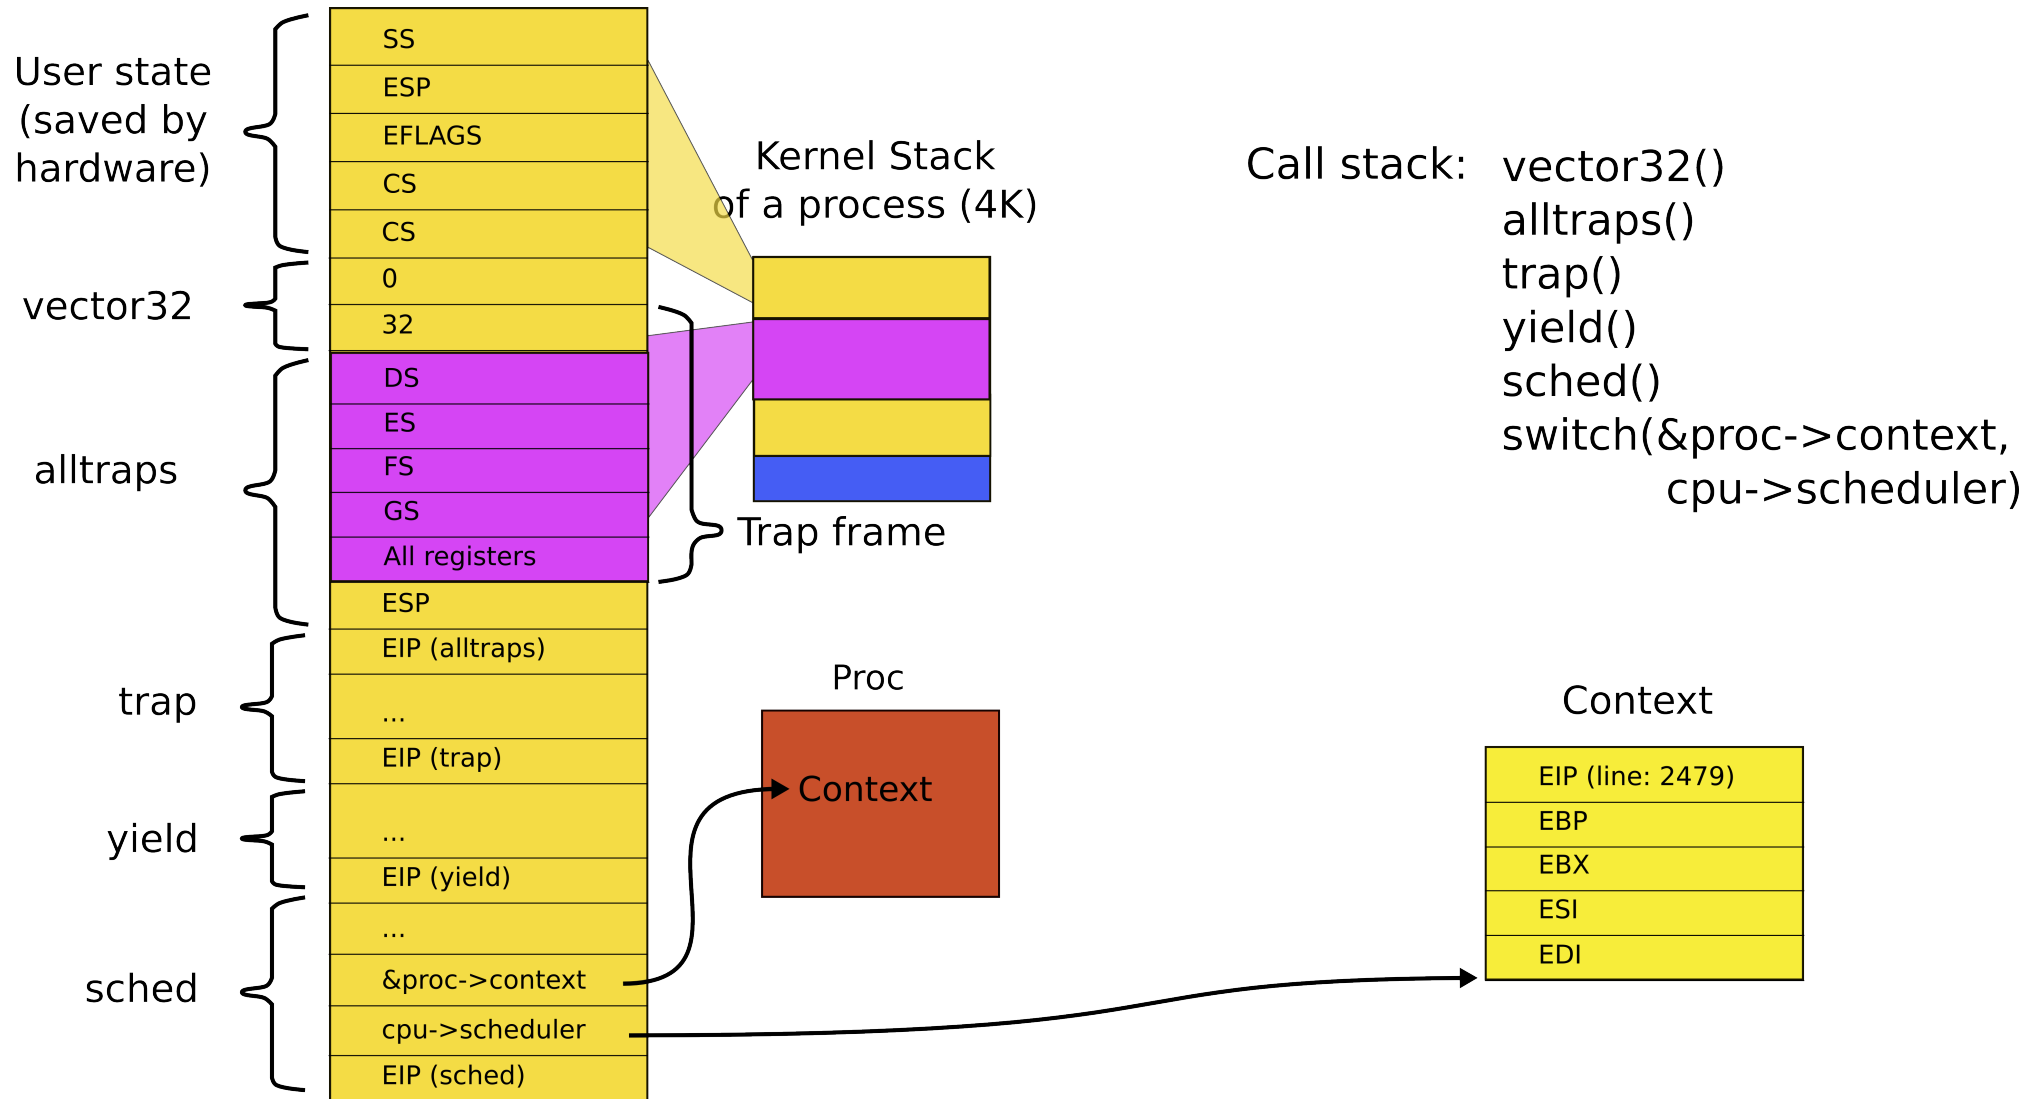 User state
(saved by
hardware)
vector32
alltraps
trap
yield
sched
SS
ESP
EFLAGS
CS
CS
0
32
DS
ES
FS
GS
All registers
ESP
EIP (alltraps)
...
EIP (trap)
...
EIP (yield)
...
&proc->context
cpu->scheduler
EIP (sched)
Kernel Stack
of a process (4K)
Trap frame
Proc
Context
Call stack:
vector32()
alltraps()
trap()
yield()
sched()
switch(&proc->context,
cpu->scheduler)
Context
EIP (line: 2479)
EBP
EBX
ESI
EDI